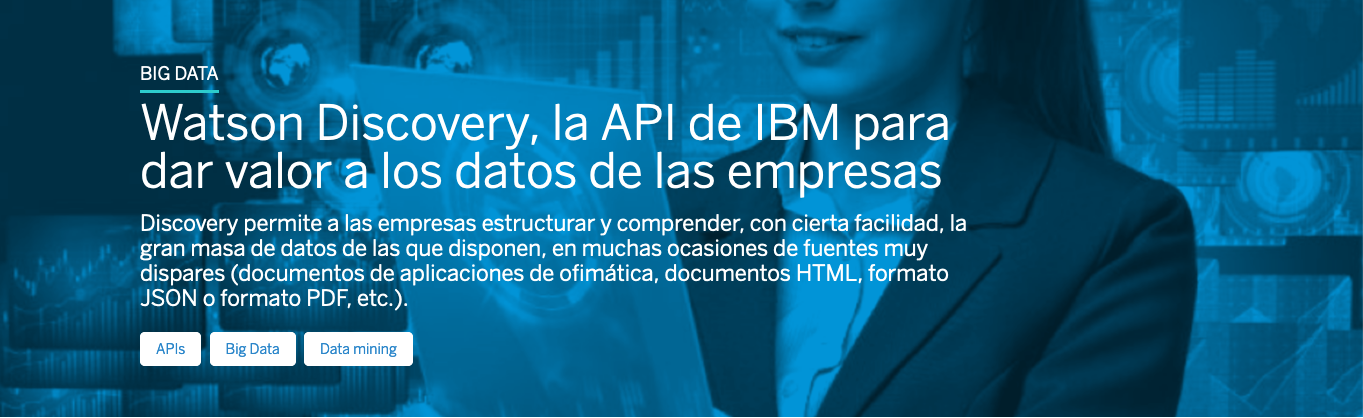 BIG DATA
Watson Discovery, la API de IBM para
dar valor a los datos de las empresas
Discovery permite a las empresas estructurar y comprender, con cierta facilidad, la
gran masa de datos de las que disponen, en muchas ocasiones de fuentes muy
dispares (documentos de aplicaciones de ofimática, documentos HTML, formato
JSON o formato PDF, etc.).
APIs Big Data Data mining